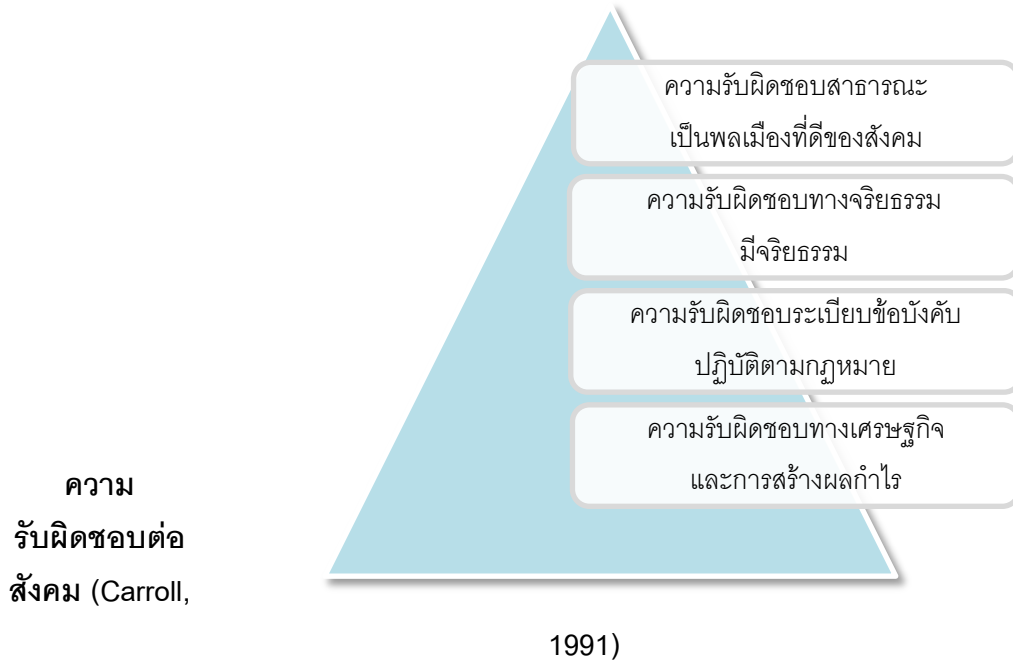 ความรับผิดชอบสาธารณะ
เป็นพลเมืองที่ดีของสังคม
ความรับผิดชอบทางจริยธรรม
มีจริยธรรม
ความรับผิดชอบระเบียบข้อบังคับ
ปฏิบัติตามกฎหมาย
ความรับผิดชอบทางเศรษฐกิจ
และการสร้างผลกำไร
ความ
รับผิดชอบต่อ
สังคม (Carroll,
1991)